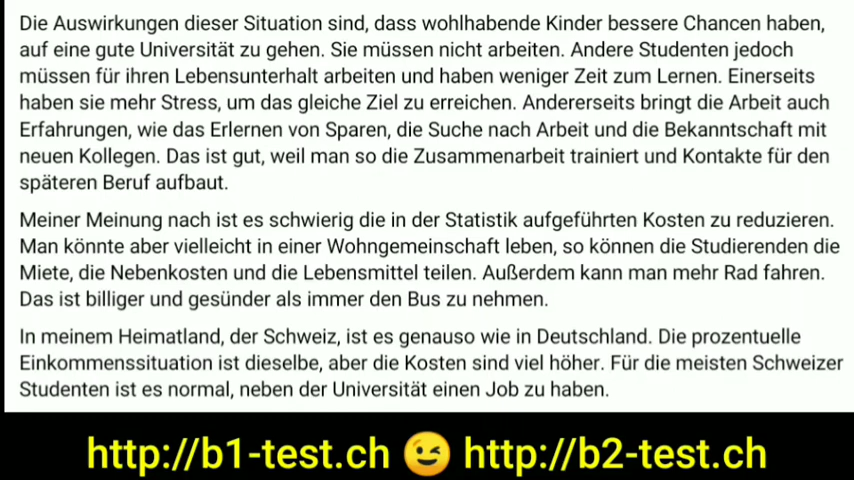 Die Auswirkungen dieser Situation sind, dass wohlhabende Kinder bessere Chancen haben,
auf eine gute Universität zu gehen. Sie müssen nicht arbeiten. Andere Studenten jedoch
müssen für ihren Lebensunterhalt arbeiten und haben weniger Zeit zum Lernen. Einerseits
haben sie mehr Stress, um das gleiche Ziel zu erreichen. Andererseits bringt die Arbeit auch
Erfahrungen, wie das Erlernen von Sparen, die Suche nach Arbeit und die Bekanntschaft mit
neuen Kollegen. Das ist gut, weil man so die Zusammenarbeit trainiert und Kontakte für den
späteren Beruf aufbaut.
Meiner Meinung nach ist es schwierig die in der Statistik aufgeführten Kosten zu reduzieren.
Man könnte aber vielleicht in einer Wohngemeinschaft leben, so können die Studierenden die
Miete, die Nebenkosten und die Lebensmittel teilen. Außerdem kann man mehr Rad fahren.
Das ist billiger und gesünder als immer den Bus zu nehmen.
In meinem Heimatland, der Schweiz, ist es genauso wie in Deutschland. Die prozentuelle
Einkommenssituation ist dieselbe, aber die Kosten sind viel höher. Für die meisten Schweizer
Studenten ist es normal, neben der Universität einen Job zu haben.
http://b1-test.ch 😉 http://b2-test.ch